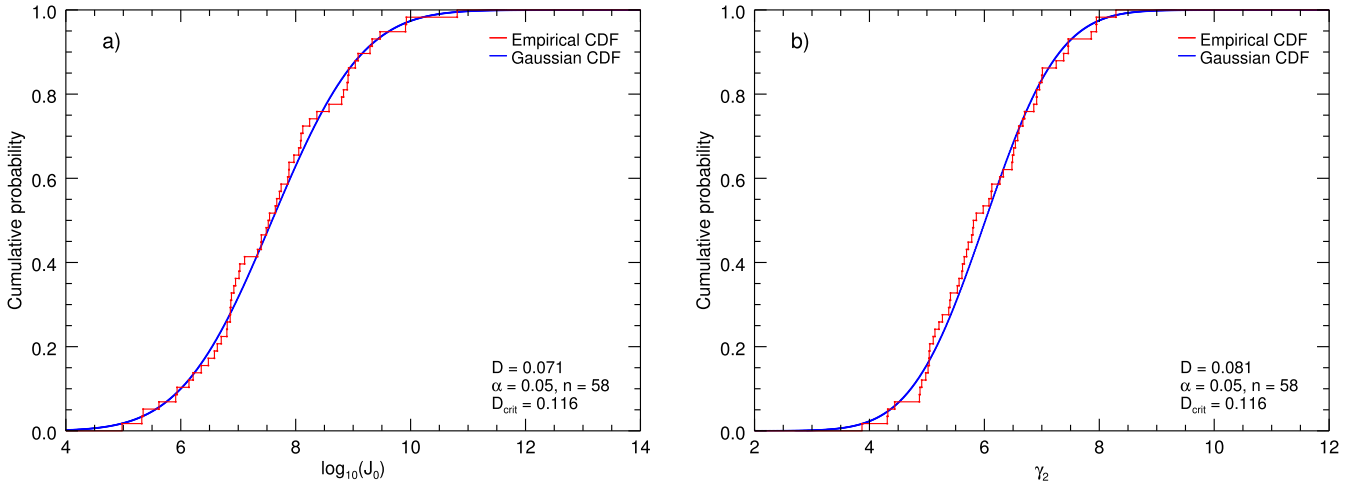 a)
Empirical CDF
Gaussian CDF
Cumulative probability
1.0
0.8
0.6
0.4
0.2
0.0
D = 0.071
α = 0.05, n = 58
D_crit = 0.116
4 6 8 10 12 14
log₁₀(J₀)
b)
Empirical CDF
Gaussian CDF
Cumulative probability
1.0
0.8
0.6
0.4
0.2
0.0
D = 0.081
α = 0.05, n = 58
D_crit = 0.116
2 4 5 6 8 10 12
γ₂